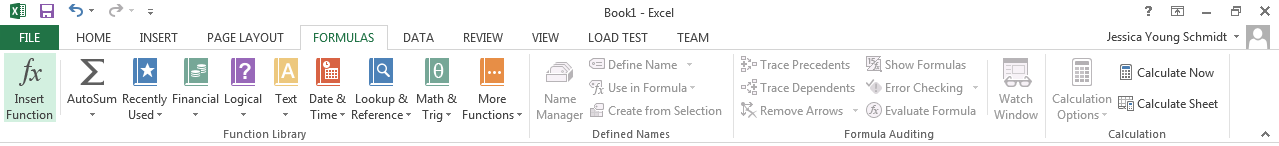 Book1 - Excel
FILE HOME INSERT PAGE LAYOUT FORMULAS DATA REVIEW VIEW LOAD TEST TEAM Jessica Young Schmidt
fx Insert Function
Σ AutoSum
Recently Used
Financial
? Logical
A Text
Date & Time
Lookup & Reference
θ Math & Trig
More Functions
Function Library
Name Manager
Define Name
Use in Formula
Create from Selection
Defined Names
Trace Precedents
Trace Dependents
Remove Arrows
Show Formulas
Error Checking
Evaluate Formula
Formula Auditing
Watch Window
Calculation Options
Calculate Now
Calculate Sheet
Calculation